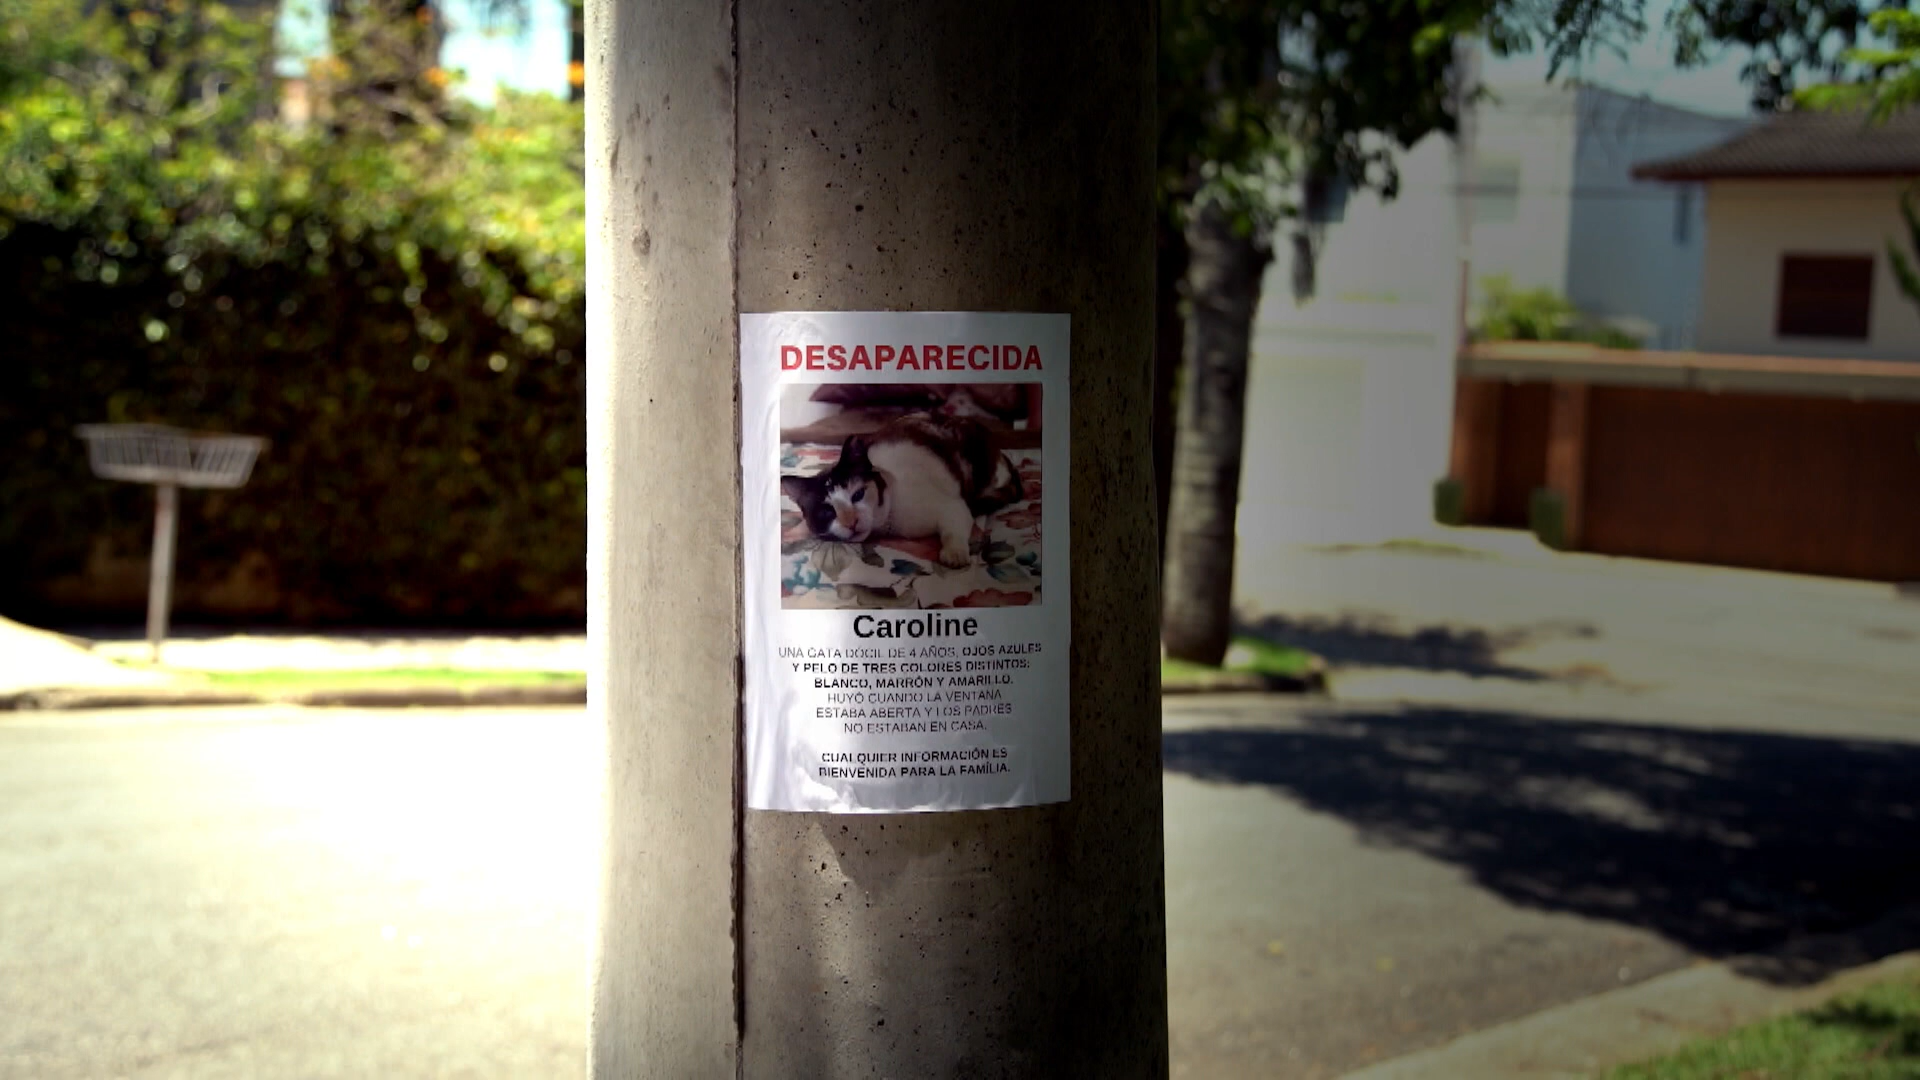 DESAPARECIDA
Caroline
UNA GATA DÓCIL DE 4 AÑOS, OJOS AZULES
Y PELO DE TRES COLORES DISTINTOS:
BLANCO, MARRÓN Y AMARILLO.
HUYÓ CUANDO LA VENTANA
ESTABA ABERTA Y LOS PADRES
NO ESTABAN EN CASA.
CUALQUIER INFORMACIÓN ES
BIENVENIDA PARA LA FAMÍLIA.